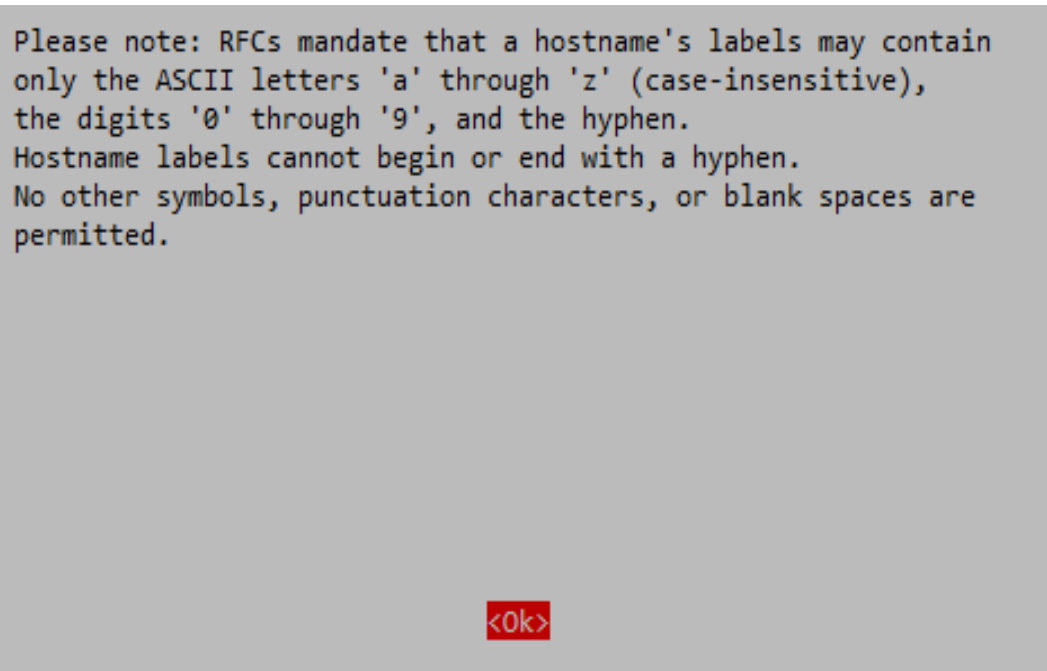 Please note: RFCs mandate that a hostname's labels may contain
only the ASCII letters 'a' through 'z' (case-insensitive),
the digits '0' through '9', and the hyphen.
Hostname labels cannot begin or end with a hyphen.
No other symbols, punctuation characters, or blank spaces are
permitted.
<Ok>